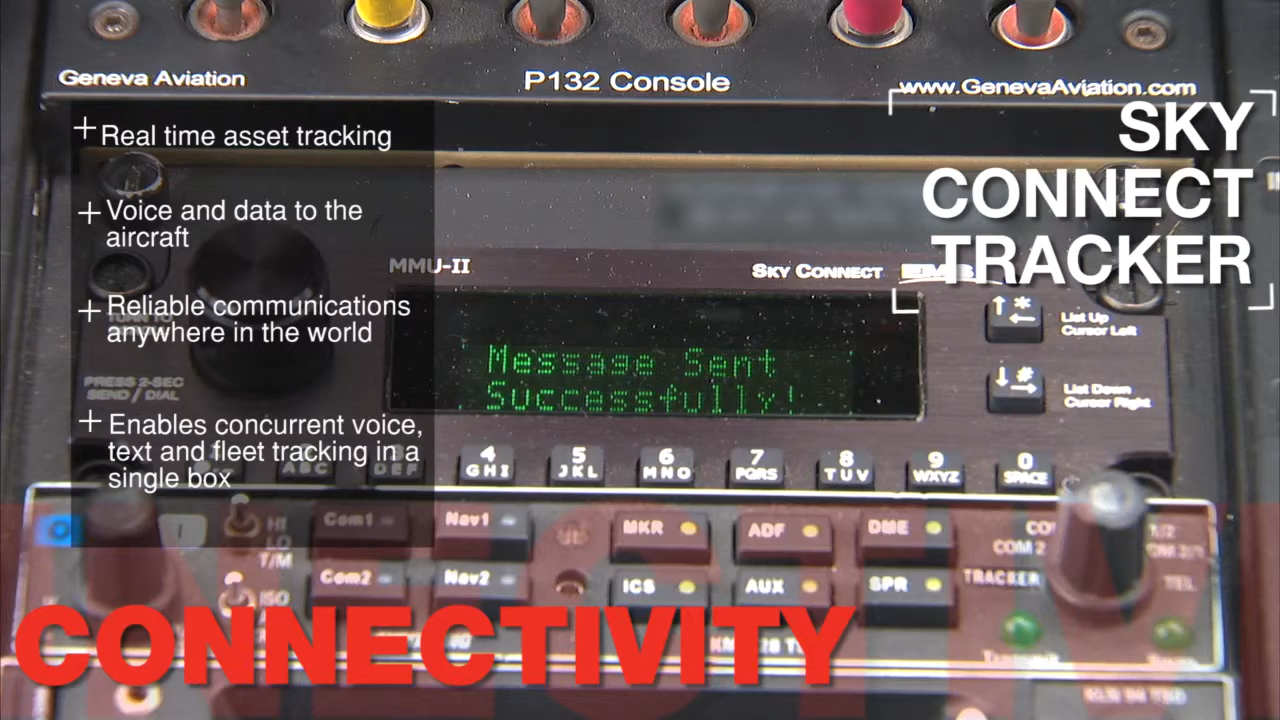 Geneva Aviation
P132 Console
www.GenevaAviation.com
SKY
CONNECT
TRACKER
+ Real time asset tracking
+ Voice and data to the
aircraft
+ Reliable communications
anywhere in the world
+ Enables concurrent voice,
text and fleet tracking in a
single box
MMU-II
SKY CONNECT
Message Sent
Successfully!
↑ *
←
List Up
Cursor Left
↓ #
→
List Down
Cursor Right
PRESS 2-SEC
SEND / DIAL
ABC
DEF
4
GHI
5
JKL
6
MNO
7
PQRS
8
TUV
9
WXYZ
0
SPACE
HI
LO
T/M
ISO
Com1
Nav1
MKR
ADF
DME
Com2
Nav2
ICS
AUX
SPR
COM 2
TRACKER
TEL
CONNECTIVITY